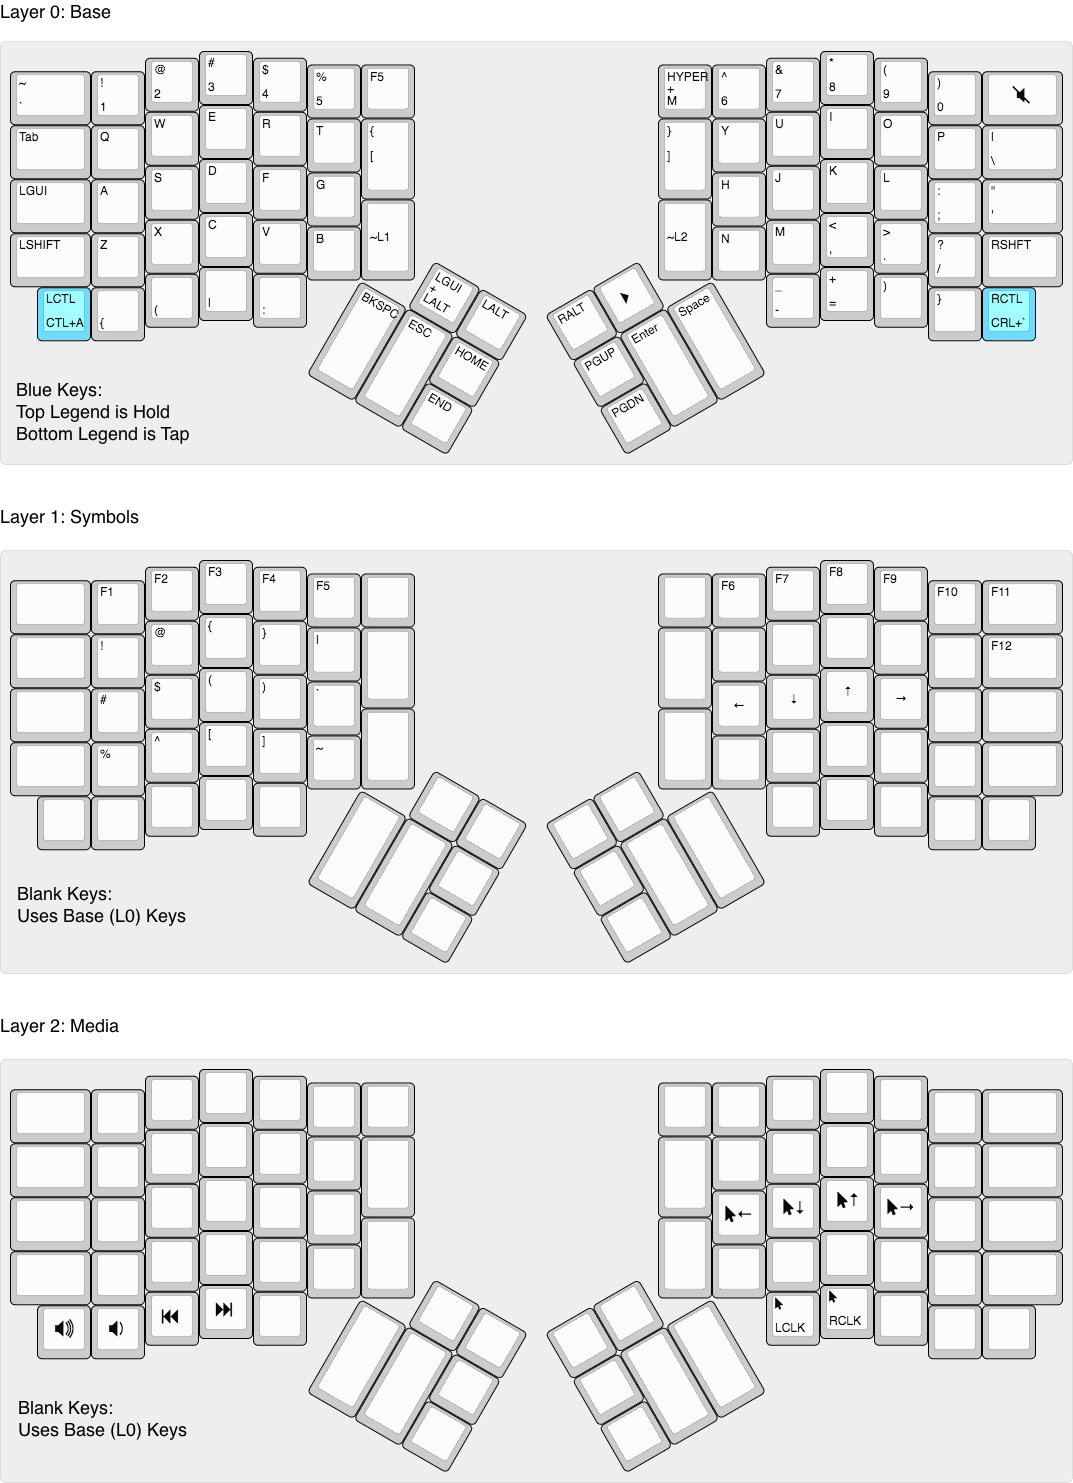 Layer 0: Base
~
`
!
1
@
2
#
3
$
4
%
5
F5
HYPER
+
M
^
6
&
7
*
8
(
9
)
0
Tab
Q
W
E
R
T
{
[
}
]
Y
U
I
O
P
|
\
LGUI
A
S
D
F
G
H
J
K
L
:
;
"
'
LSHIFT
Z
X
C
V
B
~L1
~L2
N
M
<
,
>
.
?
/
RSHFT
LCTL
CTL+A
{
(
|
:
_
-
+
=
)
}
RCTL
CRL+`
LGUI
+
LALT
LALT
BKSPC
ESC
HOME
END
RALT
PGUP
PGDN
Enter
Space
Blue Keys:
Top Legend is Hold
Bottom Legend is Tap
Layer 1: Symbols
F1
F2
F3
F4
F5
F6
F7
F8
F9
F10
F11
!
@
{
}
|
F12
#
$
(
)
`
←
↓
↑
→
%
^
[
]
~
Blank Keys:
Uses Base (L0) Keys
Layer 2: Media
←
↓
↑
→
LCLK
RCLK
Blank Keys:
Uses Base (L0) Keys